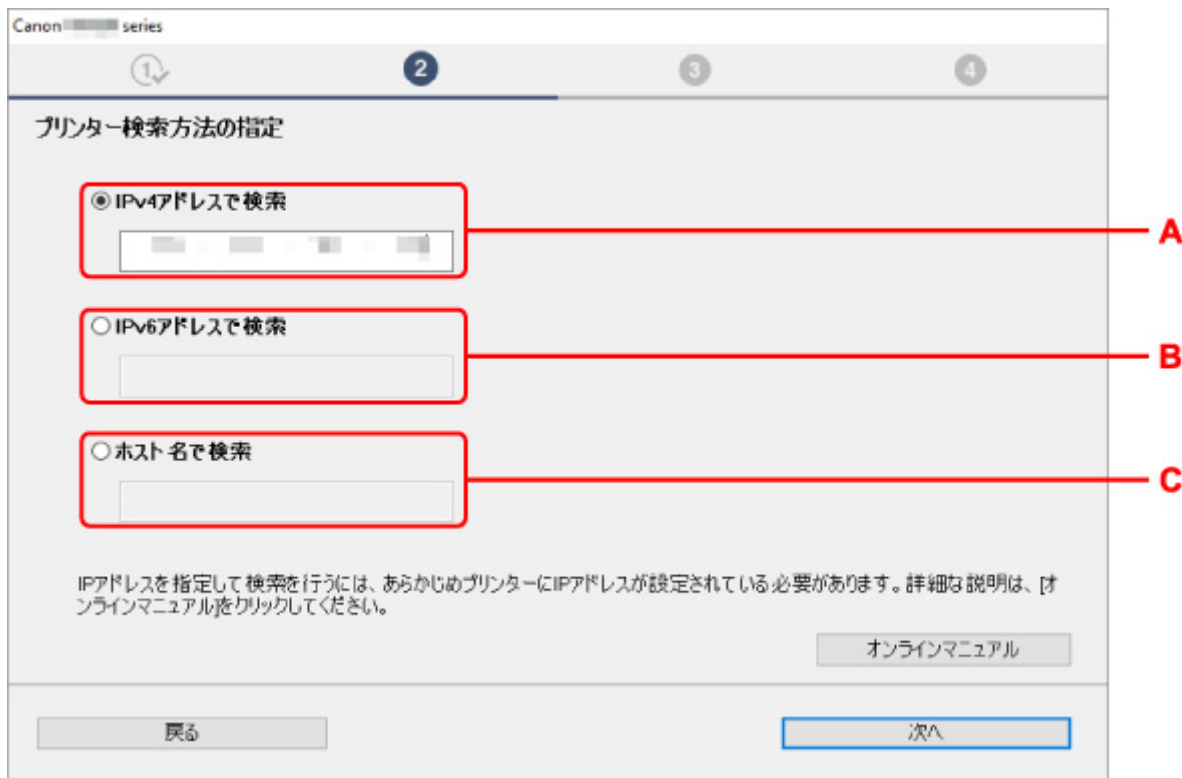 Canon series
1 2 3 4
プリンター検索方法の指定
IPv4アドレスで検索
A
IPv6アドレスで検索
B
ホスト名で検索
C
IPアドレスを指定して検索を行うには、あらかじめプリンターにIPアドレスが設定されている必要があります。詳細な説明は、[オ
ンラインマニュアル]をクリックしてください。
オンラインマニュアル
戻る 次へ